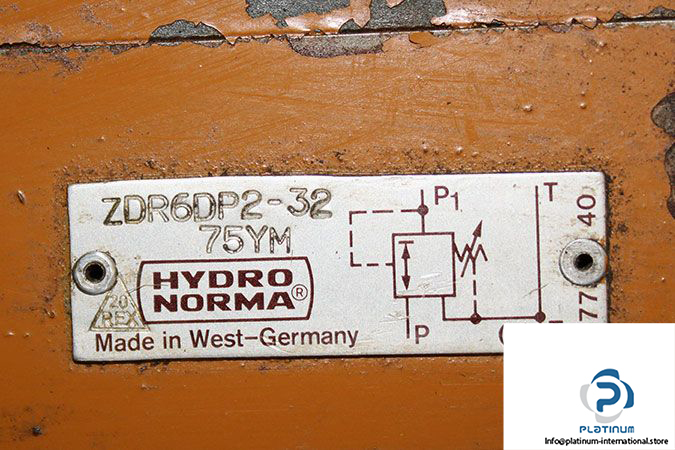 ZDR6DP2-32
75YM
HYDRO
NORMA ®
20
REX
Made in West-Germany
P1
T
P
40
77
PLATINUM
Info@platinum-international.store